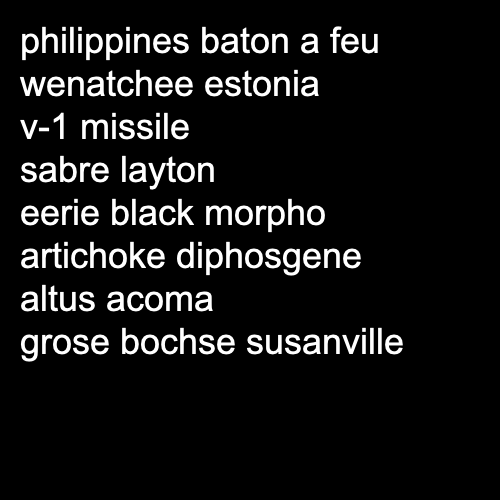 philippines baton a feu
wenatchee estonia
v-1 missile
sabre layton
eerie black morpho
artichoke diphosgene
altus acoma
grose bochse susanville